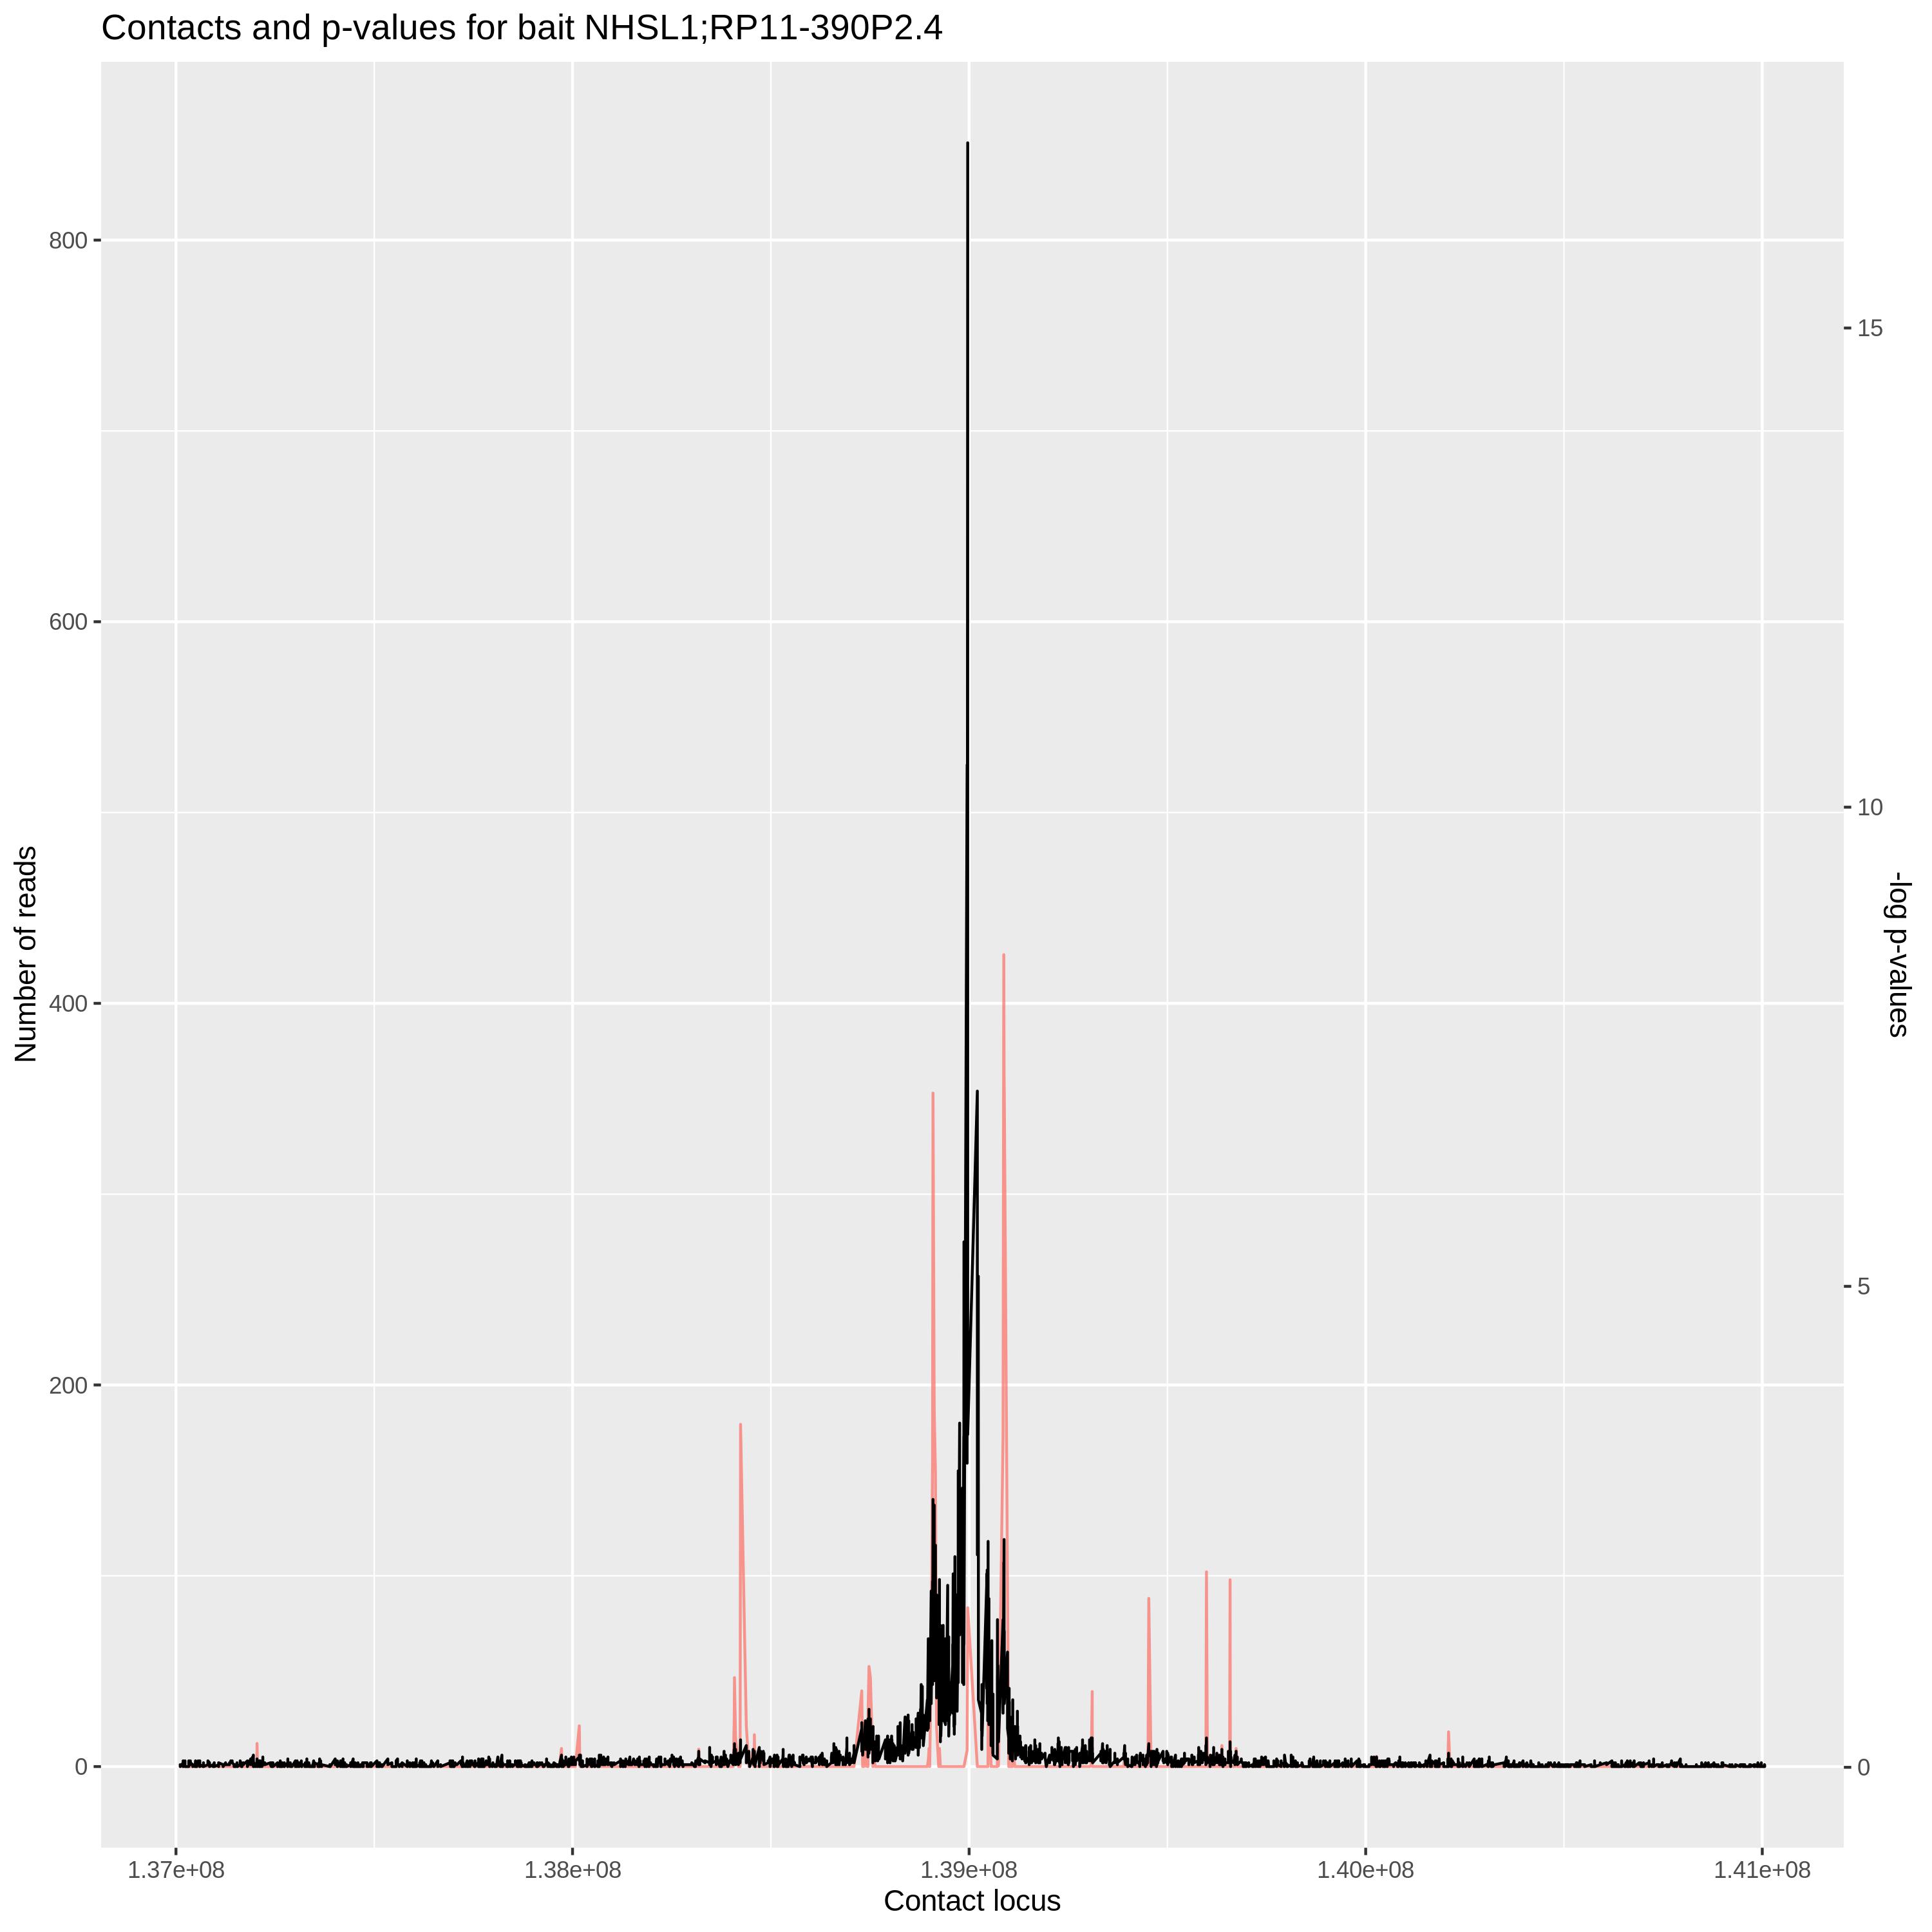 Contacts and p-values for bait NHSL1;RP11-390P2.4
800
600
400
200
0
Number of reads
15
10
5
0
-log p-values
1.37e+08 1.38e+08 1.39e+08 1.40e+08 1.41e+08
Contact locus